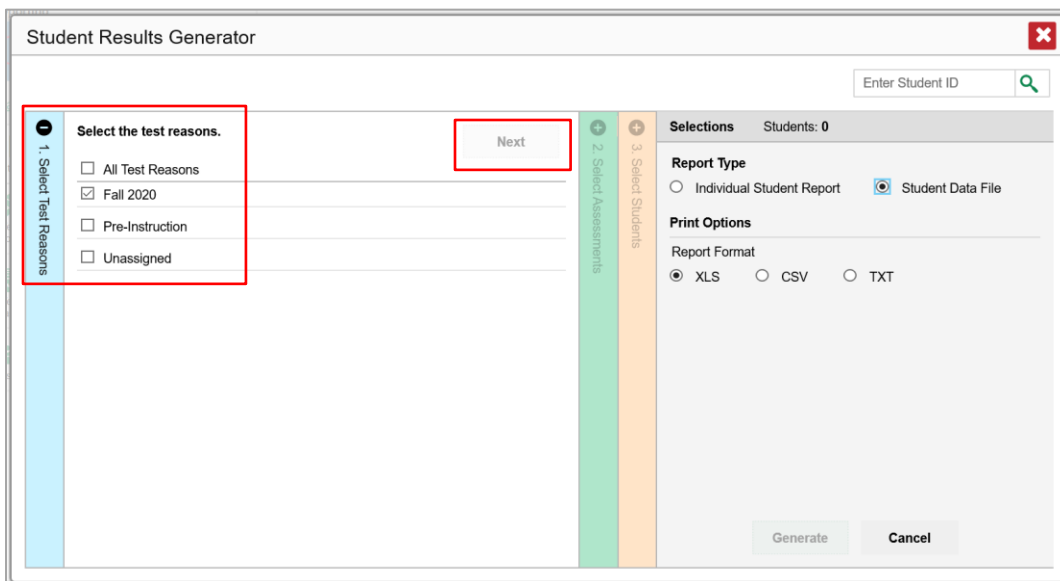 Student Results Generator
Enter Student ID
1. Select Test Reasons
Select the test reasons.
Next
All Test Reasons
Fall 2020
Pre-Instruction
Unassigned
2. Select Assessments
3. Select Students
Selections Students: 0
Report Type
Individual Student Report Student Data File
Print Options
Report Format
XLS CSV TXT
Generate Cancel